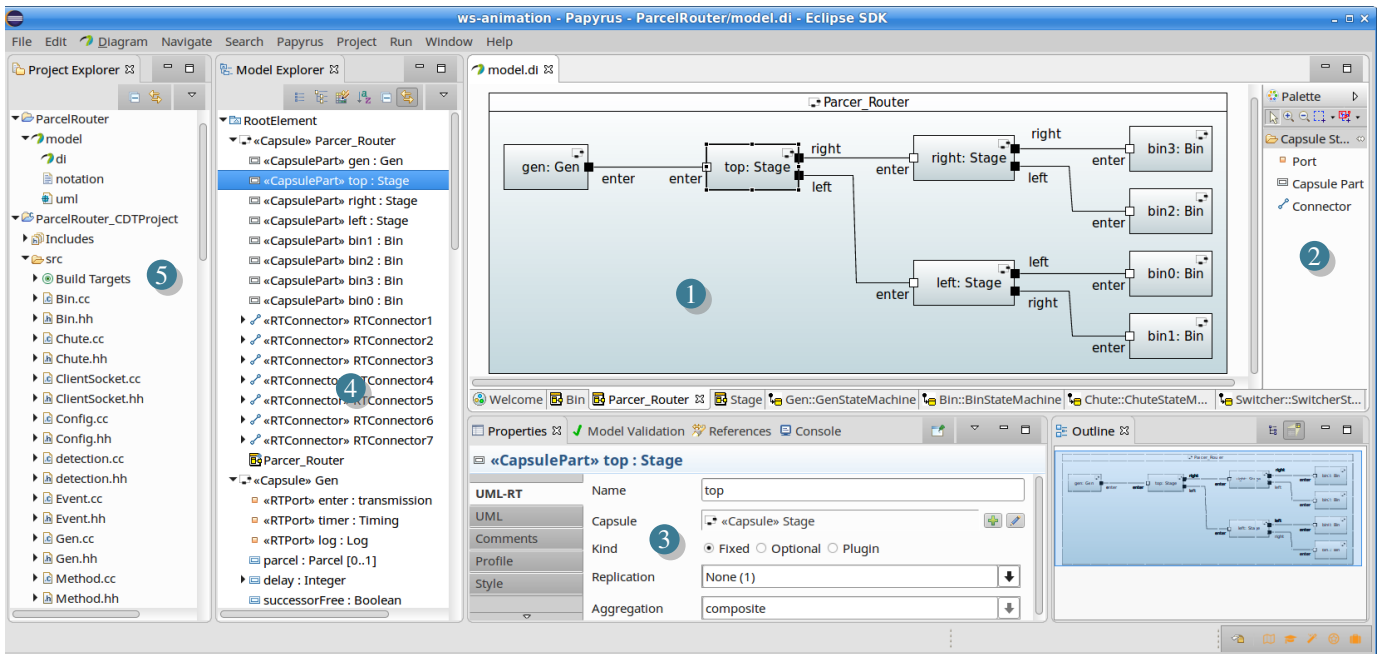 ws-animation - Papyrus - ParcelRouter/model.di - Eclipse SDK
File Edit Diagram Navigate Search Papyrus Project Run Window Help
Project Explorer
ParcelRouter
model
di
notation
uml
ParcelRouter_CDTProject
Includes
src
Build Targets
5
Bin.cc
Bin.hh
Chute.cc
Chute.hh
ClientSocket.cc
ClientSocket.hh
Config.cc
Config.hh
detection.cc
detection.hh
Event.cc
Event.hh
Gen.cc
Gen.hh
Method.cc
Method.hh
Model Explorer
RootElement
«Capsule» Parcer_Router
«CapsulePart» gen : Gen
«CapsulePart» top : Stage
«CapsulePart» right : Stage
«CapsulePart» left : Stage
«CapsulePart» bin1 : Bin
«CapsulePart» bin2 : Bin
«CapsulePart» bin3 : Bin
«CapsulePart» bin0 : Bin
«RTConnector» RTConnector1
«RTConnector» RTConnector2
«RTConnector» RTConnector3
«RTConnector» RTConnector4
4
«RTConnector» RTConnector5
«RTConnector» RTConnector6
«RTConnector» RTConnector7
Parcer_Router
«Capsule» Gen
«RTPort» enter : transmission
«RTPort» timer : Timing
«RTPort» log : Log
parcel : Parcel [0..1]
delay : Integer
successorFree : Boolean
model.di
Parcer_Router
gen: Gen
enter
enter
top: Stage
right
left
enter
right: Stage
right
left
enter
bin3: Bin
enter
bin2: Bin
enter
left: Stage
left
right
enter
bin0: Bin
enter
bin1: Bin
1
Palette
Capsule St...
Port
Capsule Part
Connector
2
Welcome Bin Parcer_Router Stage Gen::GenStateMachine Bin::BinStateMachine Chute::ChuteStateM... Switcher::SwitcherSt...
Properties Model Validation References Console
«CapsulePart» top : Stage
UML-RT
UML
Comments
Profile
Style
Name top
Capsule «Capsule» Stage
3
Kind Fixed Optional Plugin
Replication None (1)
Aggregation composite
Outline